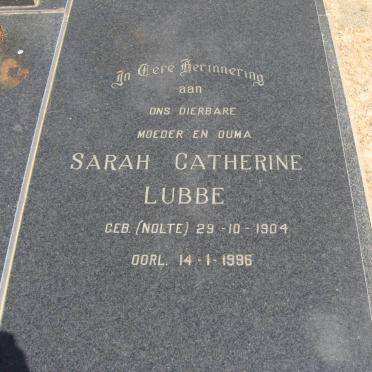 In Tere Herinnering
aan
ONS DIERBARE
MOEDER EN OUMA
SARAH CATHERINE
LUBBE
GEB. (NOLTE) 29-10-1904
OORL. 14-1-1996